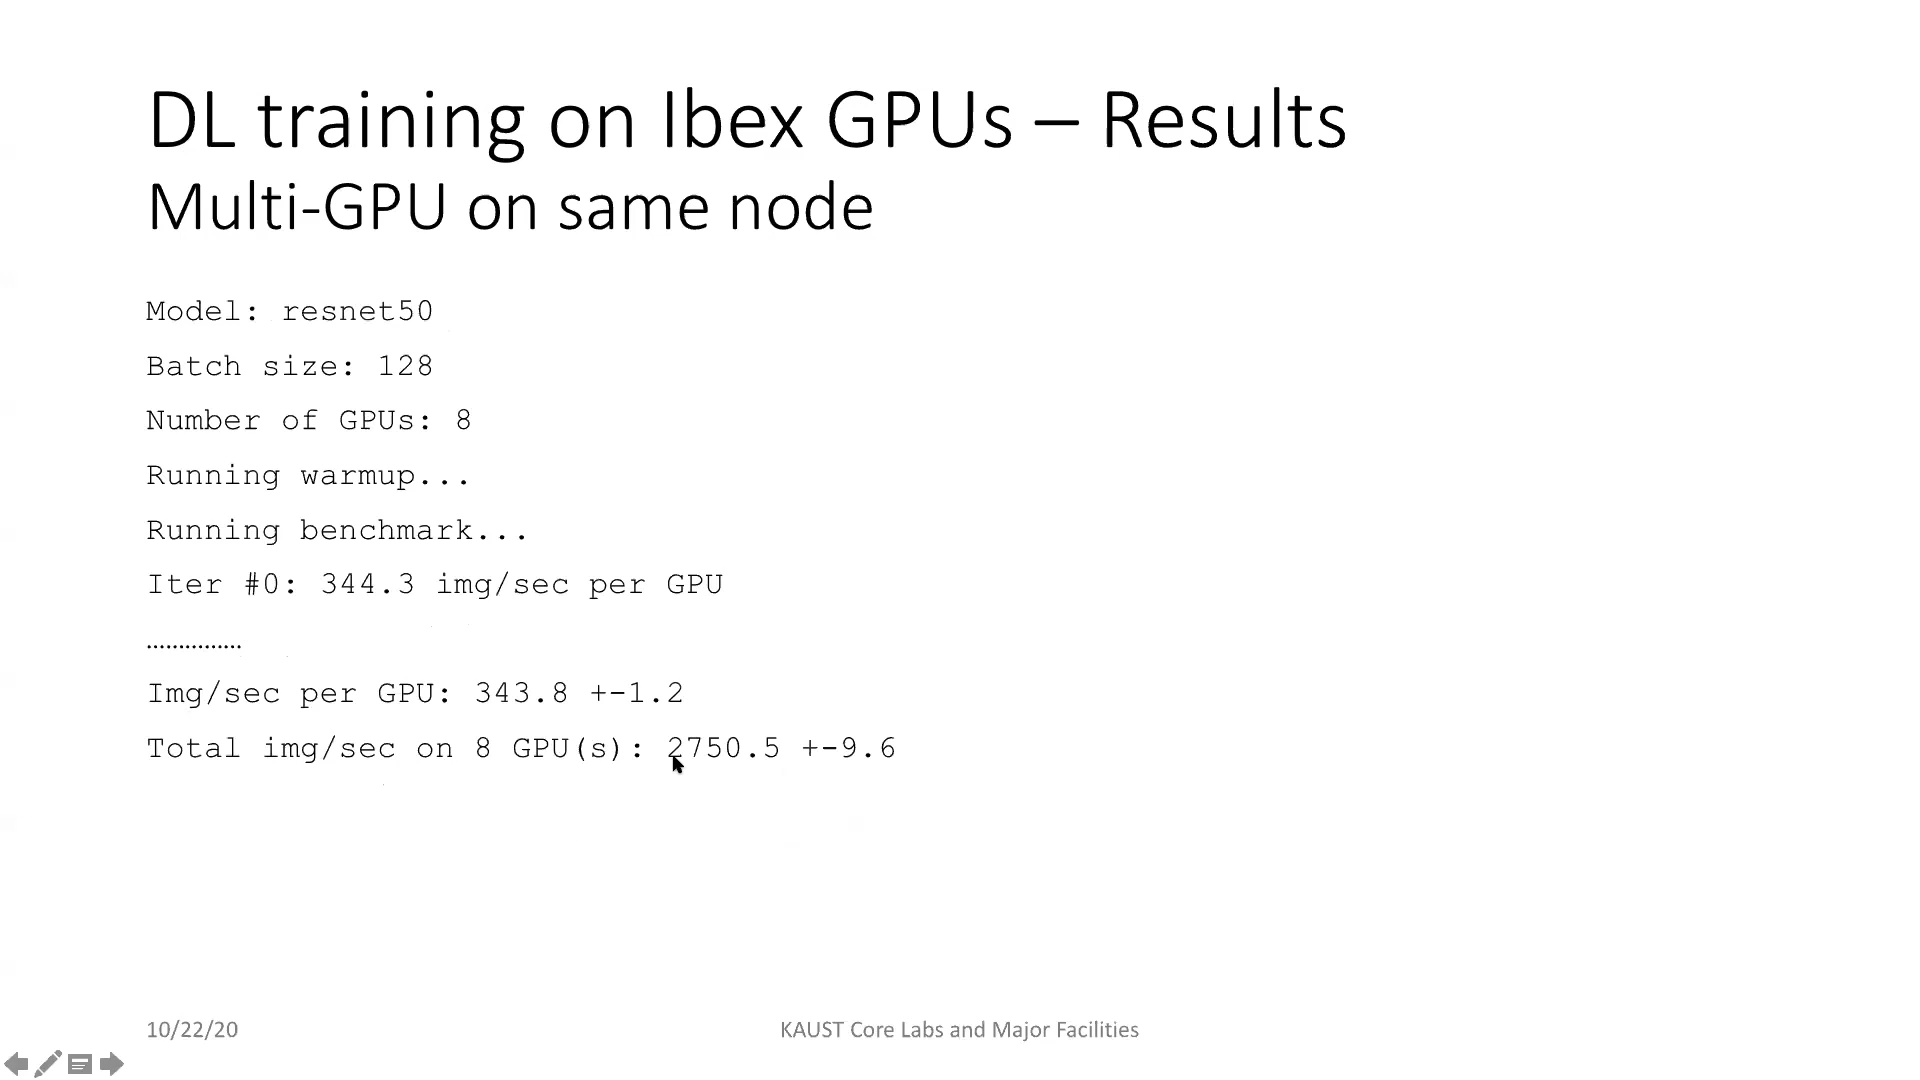 DL training on Ibex GPUs – Results
Multi-GPU on same node
Model: resnet50
Batch size: 128
Number of GPUs: 8
Running warmup...
Running benchmark...
Iter #0: 344.3 img/sec per GPU
……………
Img/sec per GPU: 343.8 +-1.2
Total img/sec on 8 GPU(s): 2750.5 +-9.6
10/22/20
KAUST Core Labs and Major Facilities